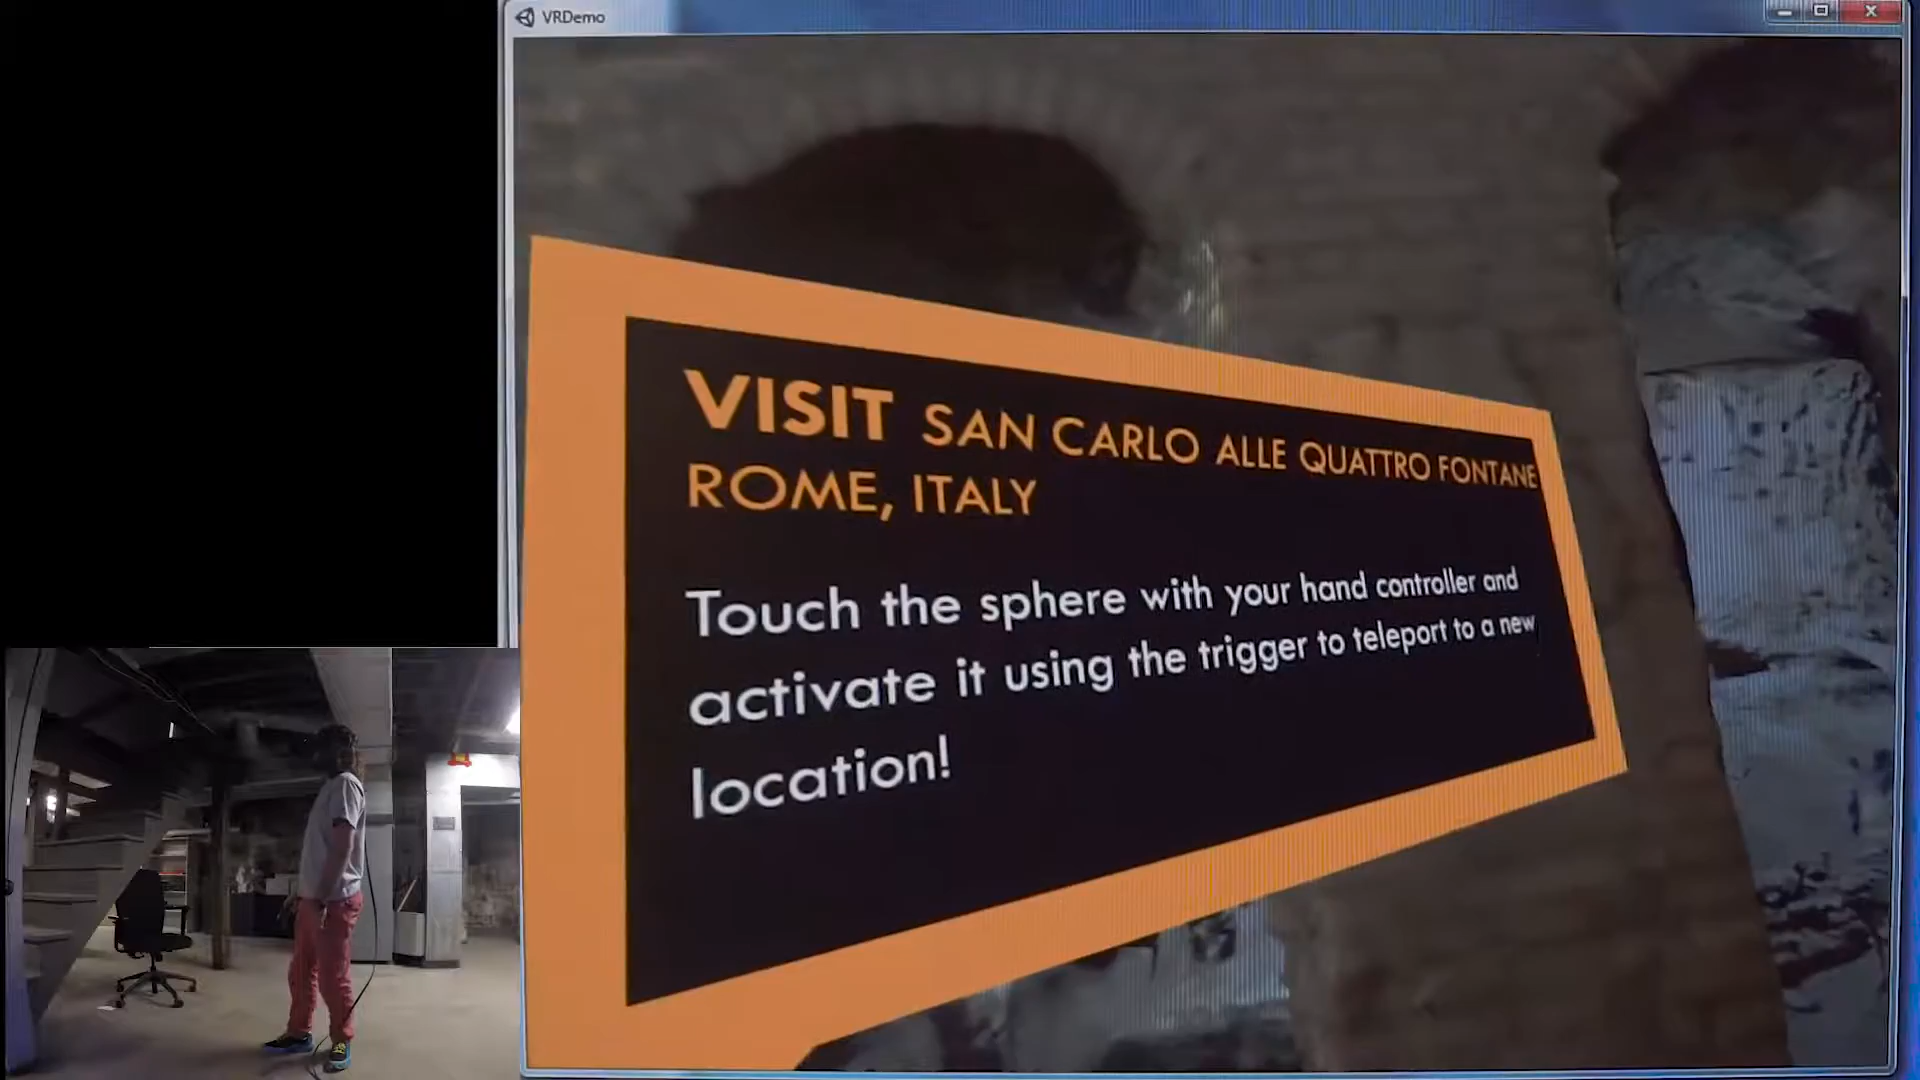 VRDemo
VISIT SAN CARLO ALLE QUATTRO FONTANE
ROME, ITALY
Touch the sphere with your hand controller and
activate it using the trigger to teleport to a new
location!